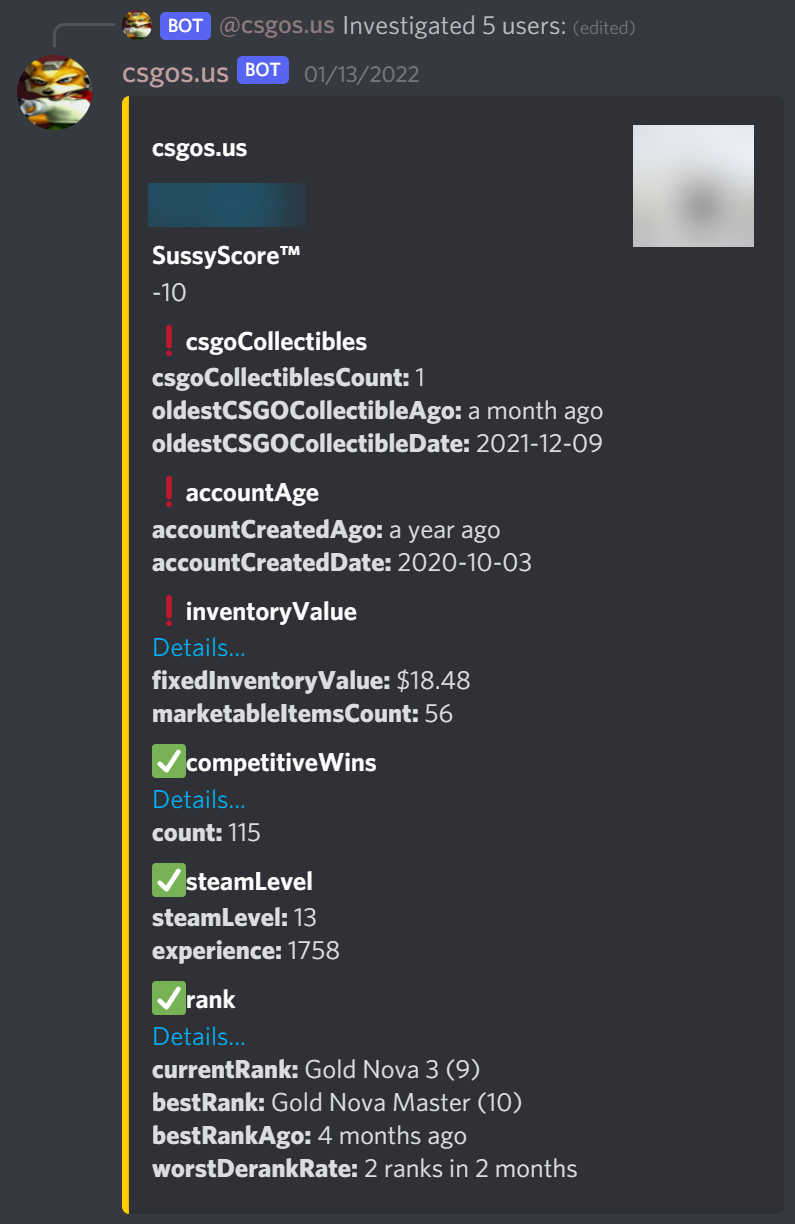 BOT @csgos.us Investigated 5 users: (edited)
csgos.us BOT 01/13/2022
csgos.us
SussyScore™
-10
❗ csgoCollectibles
csgoCollectiblesCount: 1
oldestCSGOCollectibleAgo: a month ago
oldestCSGOCollectibleDate: 2021-12-09
❗ accountAge
accountCreatedAgo: a year ago
accountCreatedDate: 2020-10-03
❗ inventoryValue
Details...
fixedInventoryValue: $18.48
marketableItemsCount: 56
✅competitiveWins
Details...
count: 115
✅steamLevel
steamLevel: 13
experience: 1758
✅rank
Details...
currentRank: Gold Nova 3 (9)
bestRank: Gold Nova Master (10)
bestRankAgo: 4 months ago
worstDerankRate: 2 ranks in 2 months